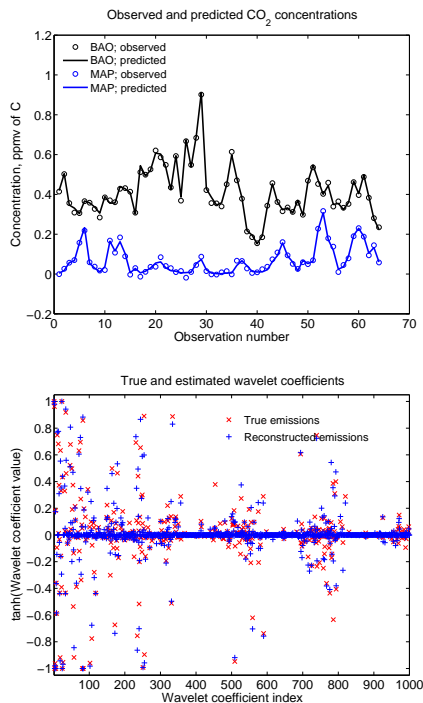 Observed and predicted CO2 concentrations
1.2
1
0.8
0.6
0.4
0.2
0
−0.2
Concentration, ppmv of C
BAO; observed
BAO; predicted
MAP; observed
MAP; predicted
0 10 20 30 40 50 60 70
Observation number
True and estimated wavelet coefficients
1
0.8
0.6
0.4
0.2
0
−0.2
−0.4
−0.6
−0.8
−1
tanh(Wavelet coefficient value)
True emissions
Reconstructed emissions
100 200 300 400 500 600 700 800 900 1000
Wavelet coefficient index